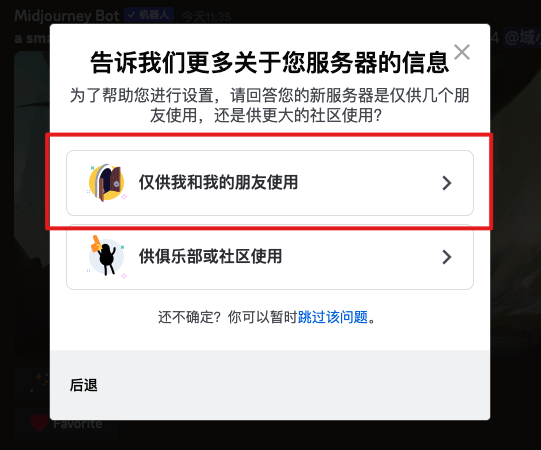 Midjourney Bot ✓ 机器人 今天11:35
a sma
4 @域小
告诉我们更多关于您服务器的信息
为了帮助您进行设置，请回答您的新服务器是仅供几个朋
友使用，还是供更大的社区使用？
仅供我和我的朋友使用
供俱乐部或社区使用
还不确定？你可以暂时跳过该问题。
后退
Favorite